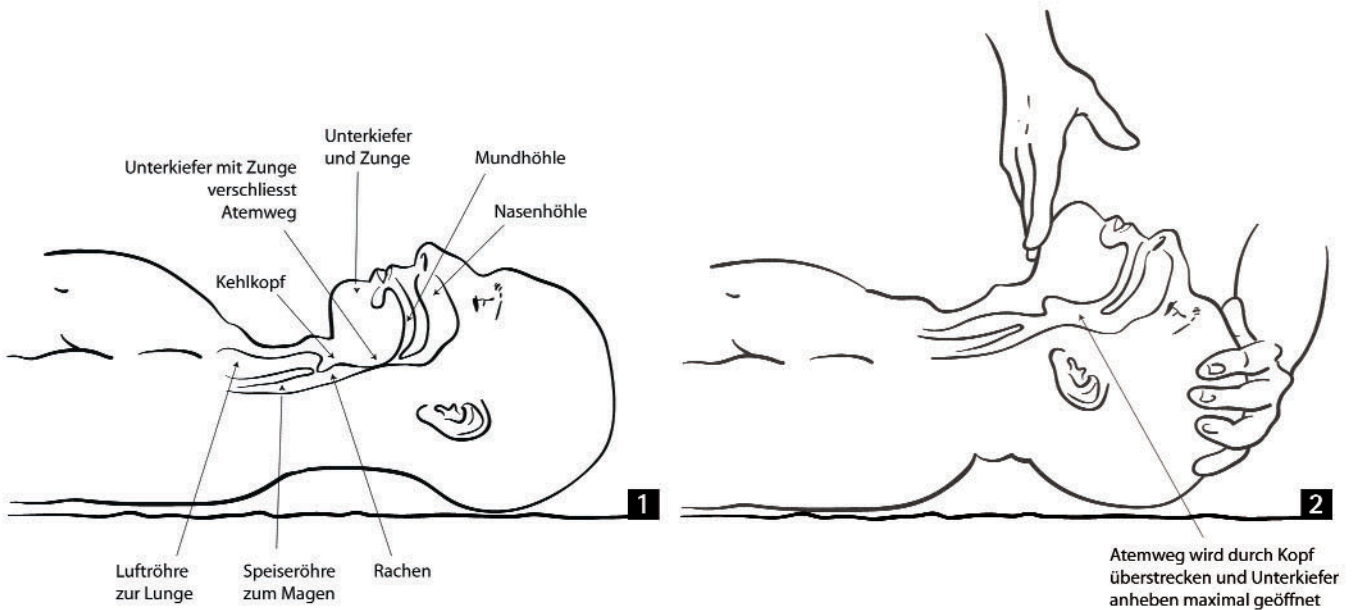 Unterkiefer
und Zunge
Unterkiefer mit Zunge
verschliesst
Atemweg
Mundhöhle
Nasenhöhle
Kehlkopf
Luftröhre
zur Lunge
Speiseröhre
zum Magen
Rachen
1
2
Atemweg wird durch Kopf
überstrecken und Unterkiefer
anheben maximal geöffnet